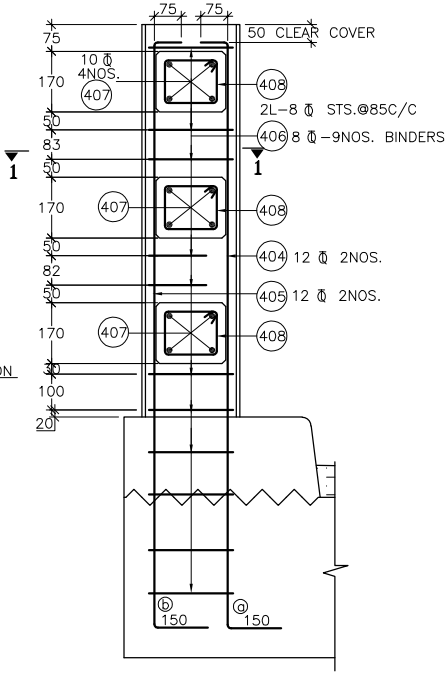 75 75
75
50 CLEAR COVER
10 Φ
4NOS.
407
408
170
2L-8 Φ STS.@85C/C
50
406 8 Φ-9NOS. BINDERS
83
1 1
50
170
407
408
50
404 12 Φ 2NOS.
82
50
405 12 Φ 2NOS.
170
407
408
30
ON
100
20
b
a
150
150